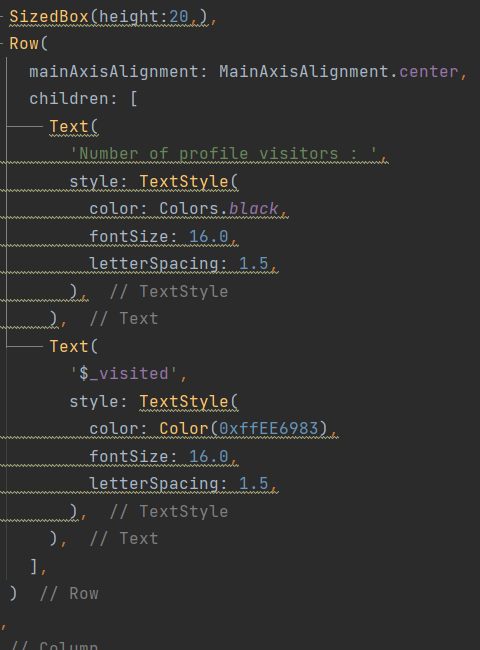 SizedBox(height:20,),
Row(
mainAxisAlignment: MainAxisAlignment.center,
children: [
Text(
'Number of profile visitors : ',
style: TextStyle(
color: Colors.black,
fontSize: 16.0,
letterSpacing: 1.5,
), // TextStyle
), // Text
Text(
'$_visited',
style: TextStyle(
color: Color(0xffEE6983),
fontSize: 16.0,
letterSpacing: 1.5,
), // TextStyle
), // Text
],
) // Row
,
// Column